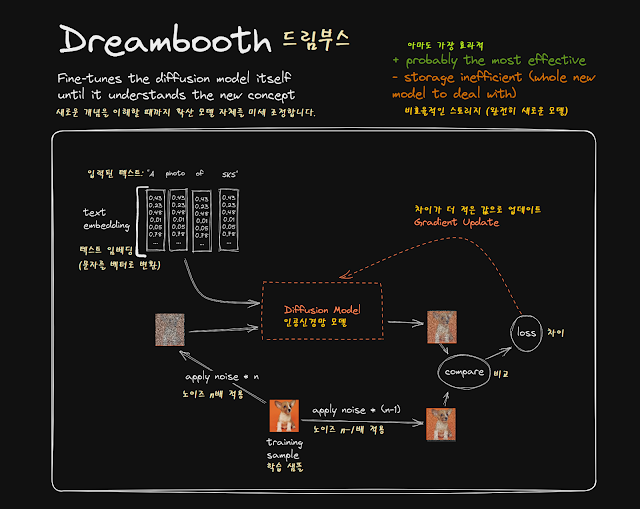 Dreambooth 드림부스
Fine-tunes the diffusion model itself
until it understands the new concept
새로운 개념을 이해할 때까지 확산 모델 자체를 미세 조정합니다.
아마도 가장 효과적
+ probably the most effective
- storage inefficient (whole new
model to deal with)
비효율적인 스토리지 (완전히 새로운 모델)
입력된 텍스트: "A photo of SKS"
0.43 0.43 0.43 0.43
0.23 0.23 0.23 0.23
0.48 0.48 0.48 0.48
0.01 0.01 0.01 0.01
0.05 0.05 0.05 0.05
0.78 0.78 0.78 0.78
... ... ... ...
text
embedding
텍스트 임베딩
(문자를 벡터로 변환)
차이가 더 적은 값으로 업데이트
Gradient Update
Diffusion Model
인공신경망 모델
loss 차이
compare 비교
apply noise * n
노이즈 n배 적용
apply noise * (n-1)
노이즈 n-1배 적용
training
sample
학습 샘플